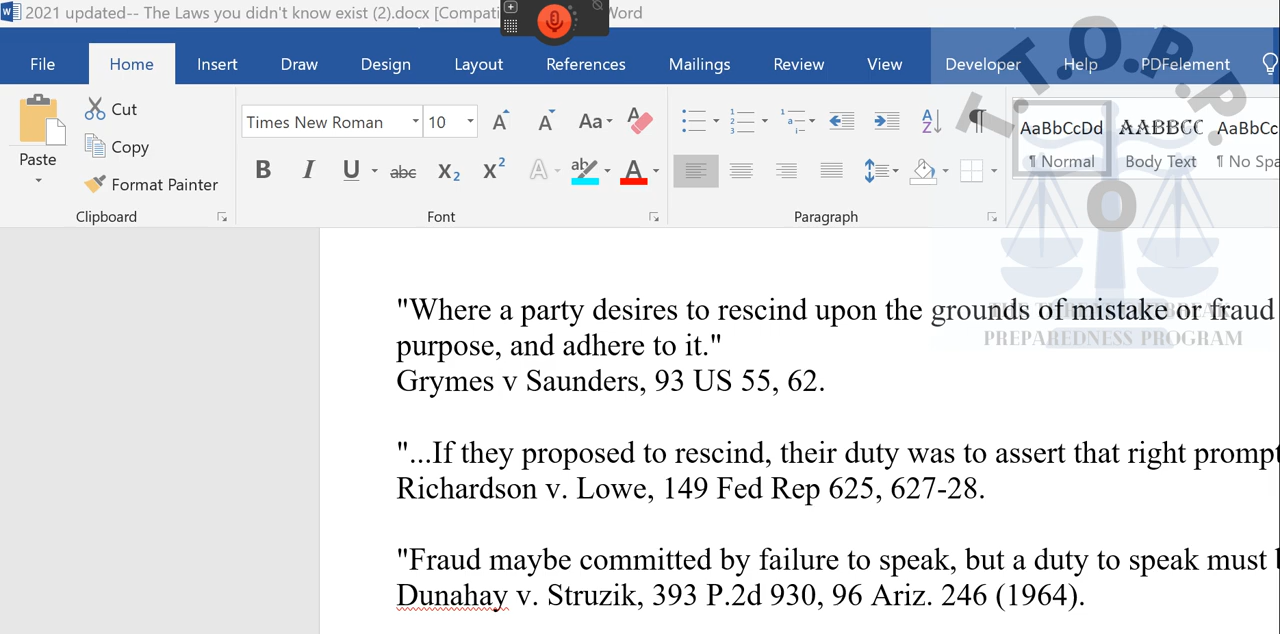 2021 updated-- The Laws you didn't know exist (2).docx [Compati Word
File Home Insert Draw Design Layout References Mailings Review View Developer Help PDFelement
T.O.P.P.
O
Paste
Cut
Copy
Format Painter
Clipboard
Times New Roman 10
Font
Paragraph
AaBbCcDd AABBCC AaBbCc
¶ Normal Body Text ¶ No Spa
PREPAREDNESS PROGRAM
"Where a party desires to rescind upon the grounds of mistake or fraud
purpose, and adhere to it."
Grymes v Saunders, 93 US 55, 62.
"...If they proposed to rescind, their duty was to assert that right prompt
Richardson v. Lowe, 149 Fed Rep 625, 627-28.
"Fraud maybe committed by failure to speak, but a duty to speak must
Dunahay v. Struzik, 393 P.2d 930, 96 Ariz. 246 (1964).